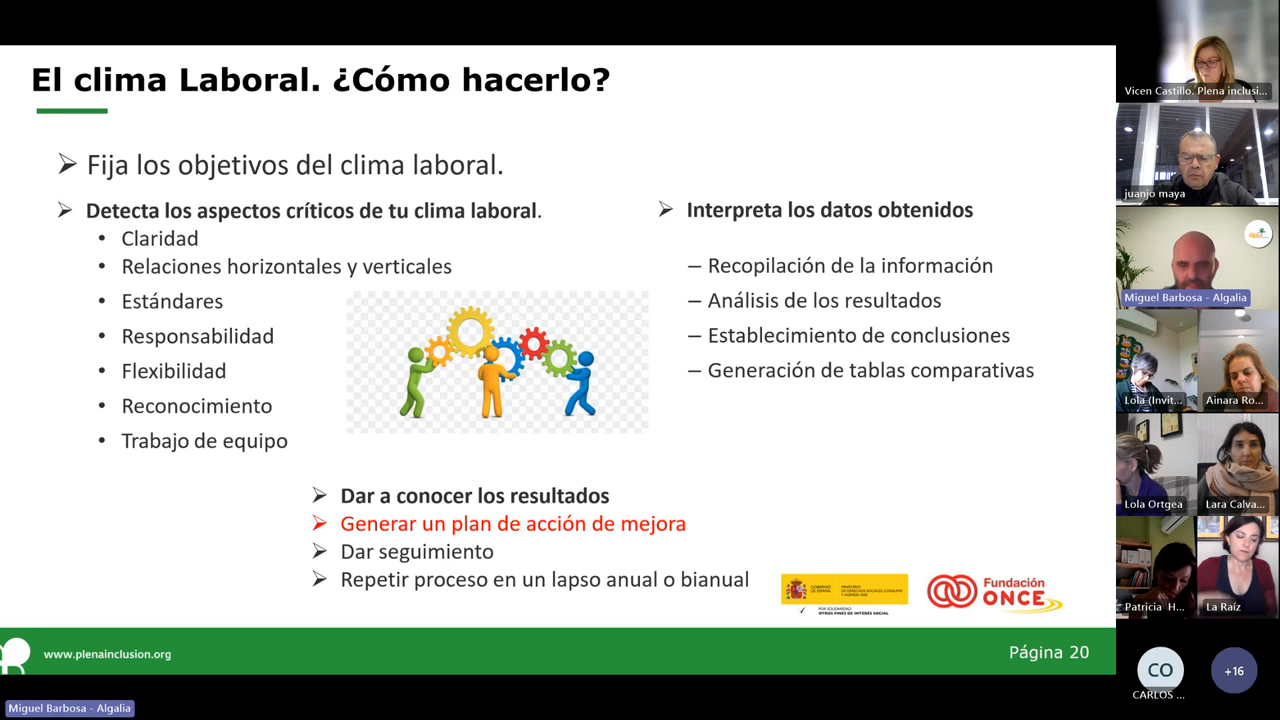 El clima Laboral. ¿Cómo hacerlo?
Fija los objetivos del clima laboral.
Detecta los aspectos críticos de tu clima laboral.
Claridad
Relaciones horizontales y verticales
Estándares
Responsabilidad
Flexibilidad
Reconocimiento
Trabajo de equipo
Interpreta los datos obtenidos
– Recopilación de la información
– Análisis de los resultados
– Establecimiento de conclusiones
– Generación de tablas comparativas
Dar a conocer los resultados
Generar un plan de acción de mejora
Dar seguimiento
Repetir proceso en un lapso anual o bianual
GOBIERNO
DE ESPAÑA
MINISTERIO
DE DERECHOS SOCIALES, CONSUMO
Y AGENDA 2030
POR SOLIDARIDAD
OTROS FINES DE INTERÉS SOCIAL
Fundación
ONCE
www.plenainclusion.org
Página 20
Vicen Castillo. Plena inclusi...
juanjo maya
Miguel Barbosa - Algalia
Lola (Invit...
Ainara Ro...
Lola Ortgea
Lara Calva...
Patricia H...
La Raíz
CO
CARLOS ...
+16
Miguel Barbosa - Algalia